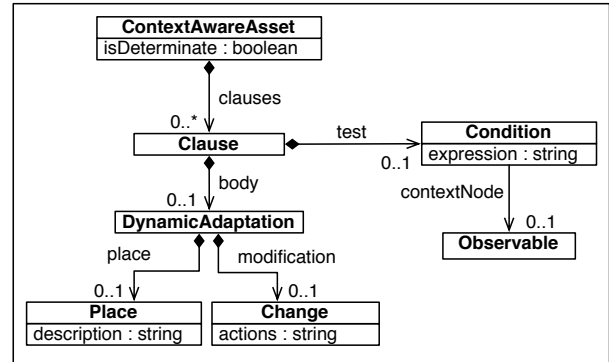 ContextAwareAsset
isDeterminate : boolean
clauses
0..*
Clause
test
0..1
Condition
expression : string
body
0..1
contextNode
0..1
DynamicAdaptation
Observable
place
modification
0..1
0..1
Place
description : string
Change
actions : string